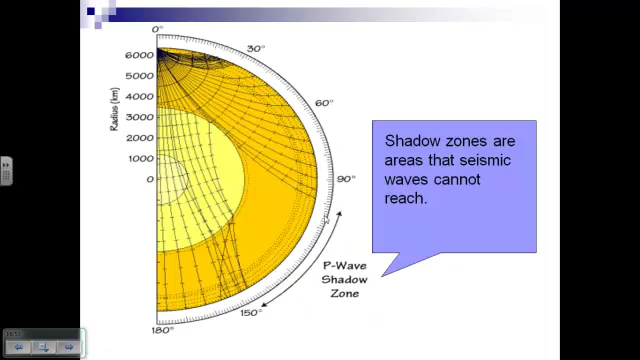 0°
30°
6000
5000
4000
60°
3000
2000
1000
0
Radius (km)
90°
Shadow zones are
areas that seismic
waves cannot
reach.
P-Wave
Shadow
Zone
150°
180°